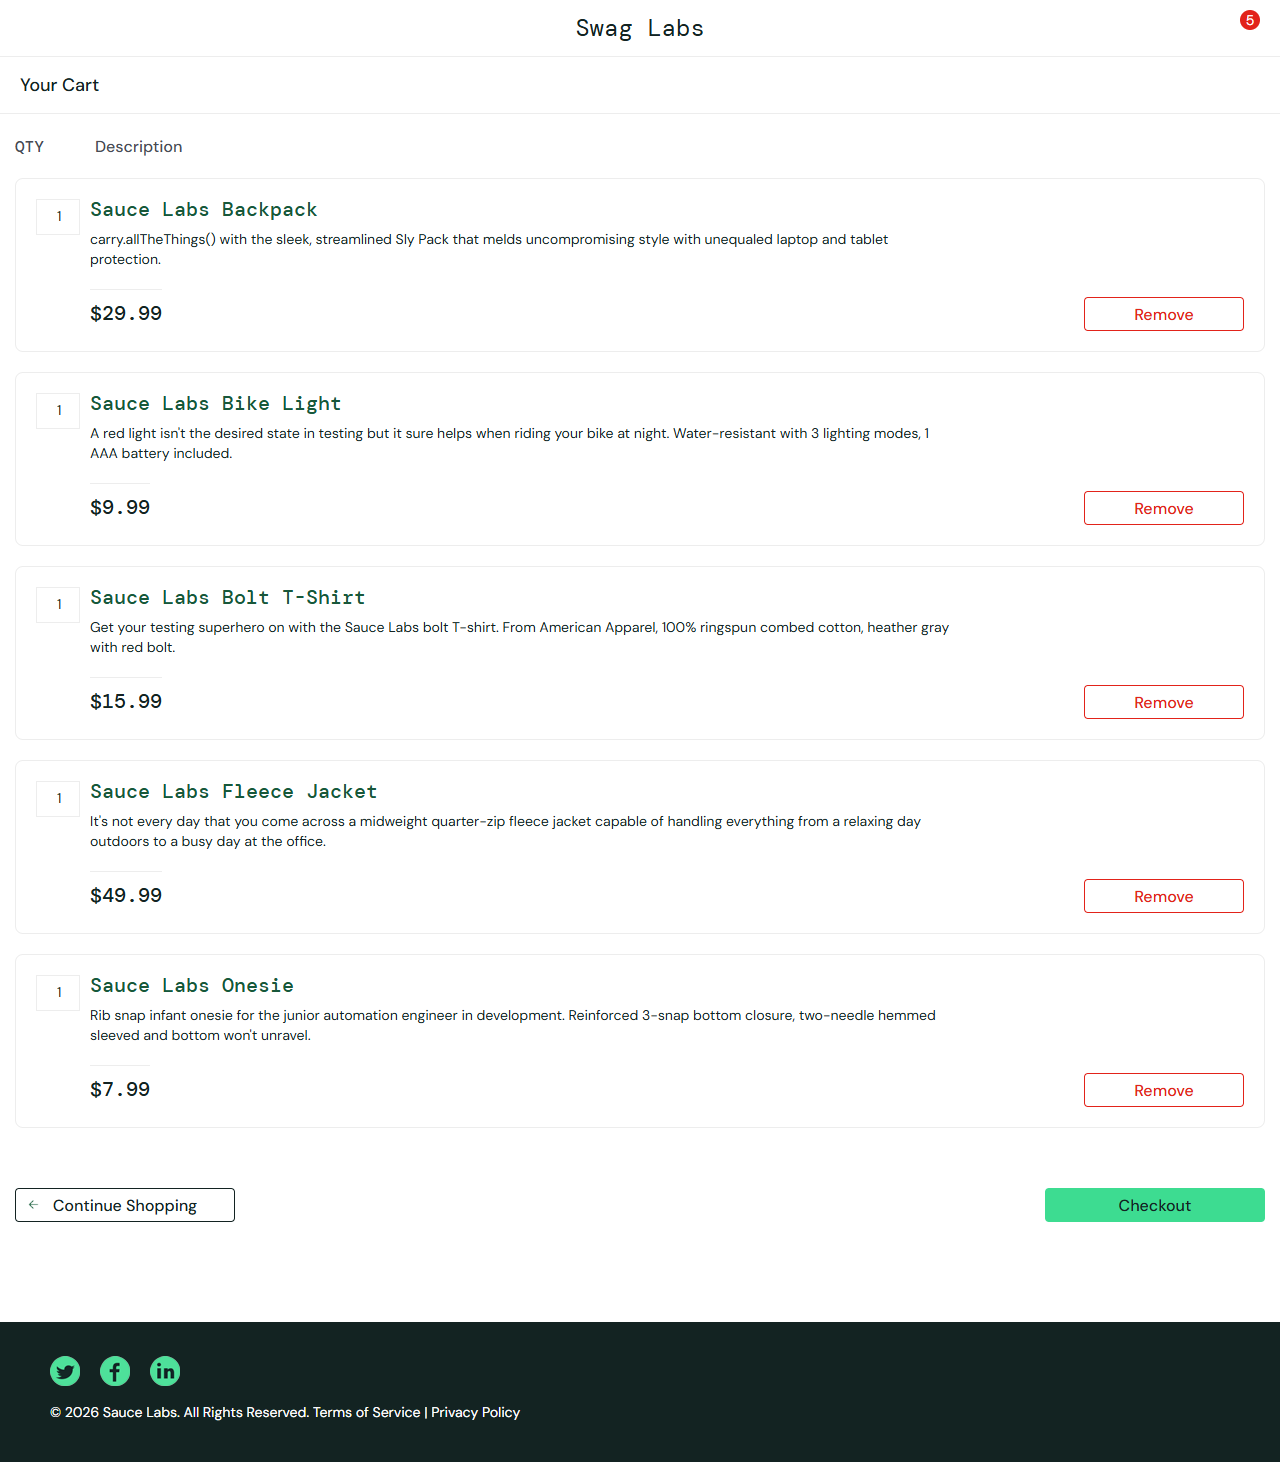 Swag Labs
5
Your Cart
QTY Description
1
Sauce Labs Backpack
carry.allTheThings() with the sleek, streamlined Sly Pack that melds uncompromising style with unequaled laptop and tablet
protection.
$29.99
Remove
1
Sauce Labs Bike Light
A red light isn't the desired state in testing but it sure helps when riding your bike at night. Water-resistant with 3 lighting modes, 1
AAA battery included.
$9.99
Remove
1
Sauce Labs Bolt T-Shirt
Get your testing superhero on with the Sauce Labs bolt T-shirt. From American Apparel, 100% ringspun combed cotton, heather gray
with red bolt.
$15.99
Remove
1
Sauce Labs Fleece Jacket
It's not every day that you come across a midweight quarter-zip fleece jacket capable of handling everything from a relaxing day
outdoors to a busy day at the office.
$49.99
Remove
1
Sauce Labs Onesie
Rib snap infant onesie for the junior automation engineer in development. Reinforced 3-snap bottom closure, two-needle hemmed
sleeved and bottom won't unravel.
$7.99
Remove
Continue Shopping
Checkout
© 2026 Sauce Labs. All Rights Reserved. Terms of Service | Privacy Policy